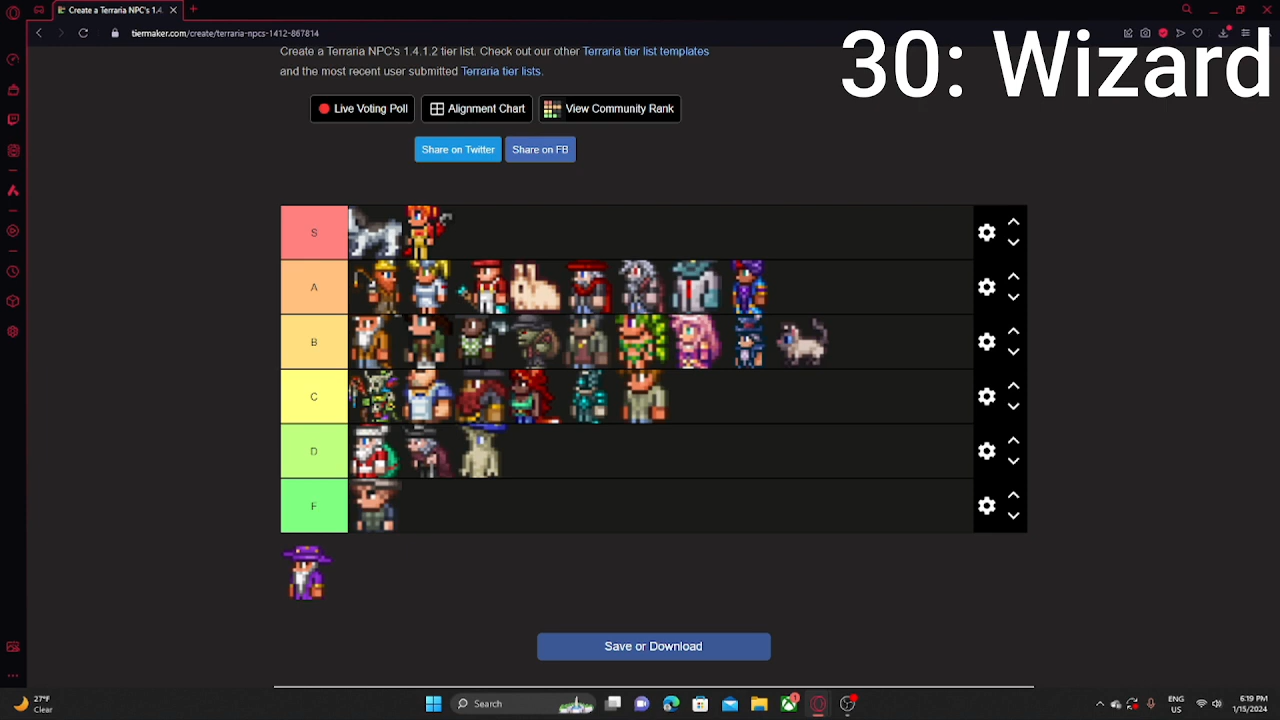 Create a Terraria NPC's 1.4.
tiermaker.com/create/terraria-npcs-1412-867814
30: Wizard
Create a Terraria NPC's 1.4.1.2 tier list. Check out our other Terraria tier list templates
and the most recent user submitted Terraria tier lists.
Live Voting Poll
Alignment Chart
View Community Rank
Share on Twitter
Share on FB
S
A
B
C
D
F
Save or Download
27°F
Clear
Search
1
ENG
US
6:19 PM
1/15/2024